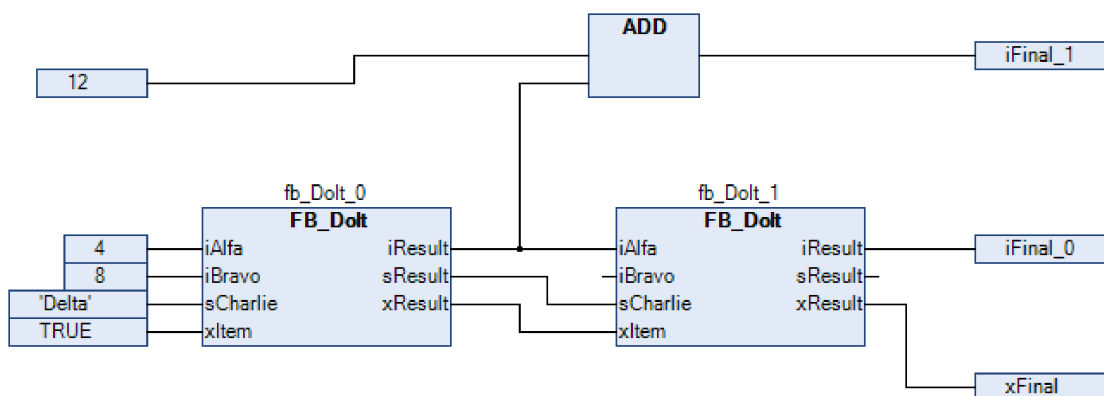 ADD
12
iFinal_1
fb_DoIt_0
fb_DoIt_1
FB_DoIt
FB_DoIt
4
iAlfa
iResult
iAlfa
iResult
iFinal_0
8
iBravo
sResult
iBravo
sResult
'Delta'
sCharlie
xResult
sCharlie
xResult
TRUE
xItem
xItem
xFinal